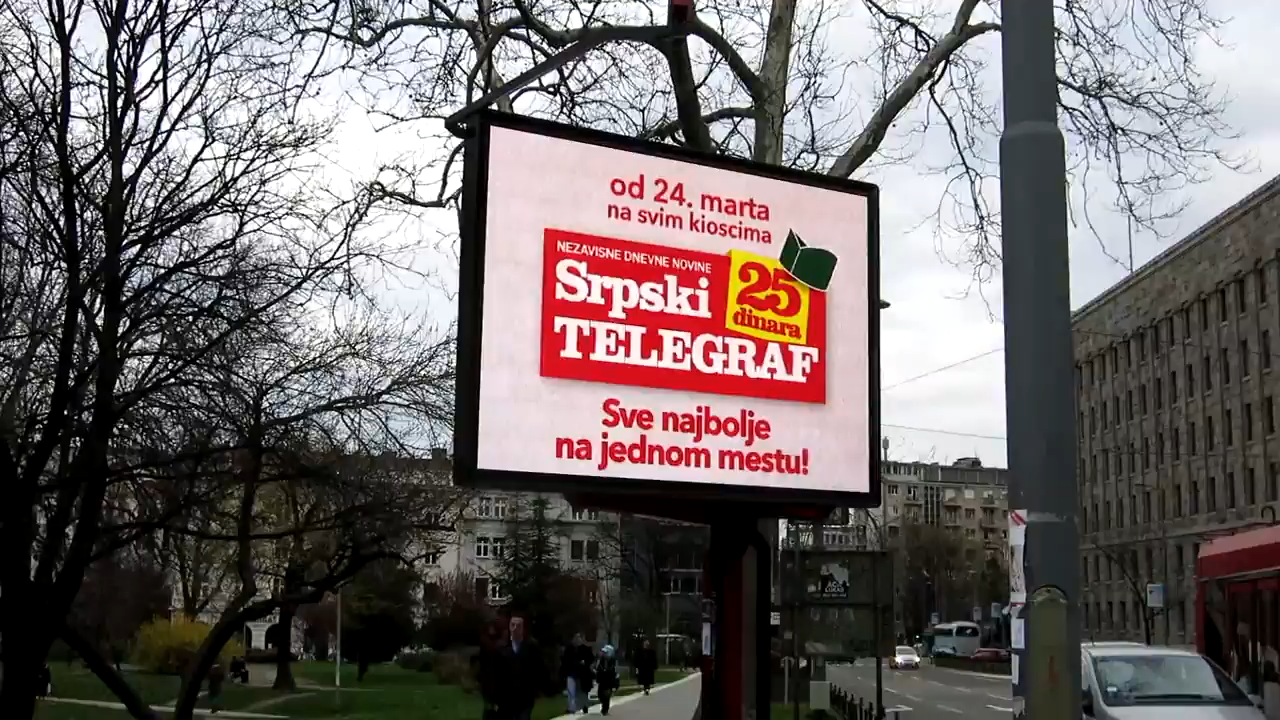 od 24. marta
na svim kioscima
NEZAVISNE DNEVNE NOVINE
Srpski
25
dinara
TELEGRAF
Sve najbolje
na jednom mestu!